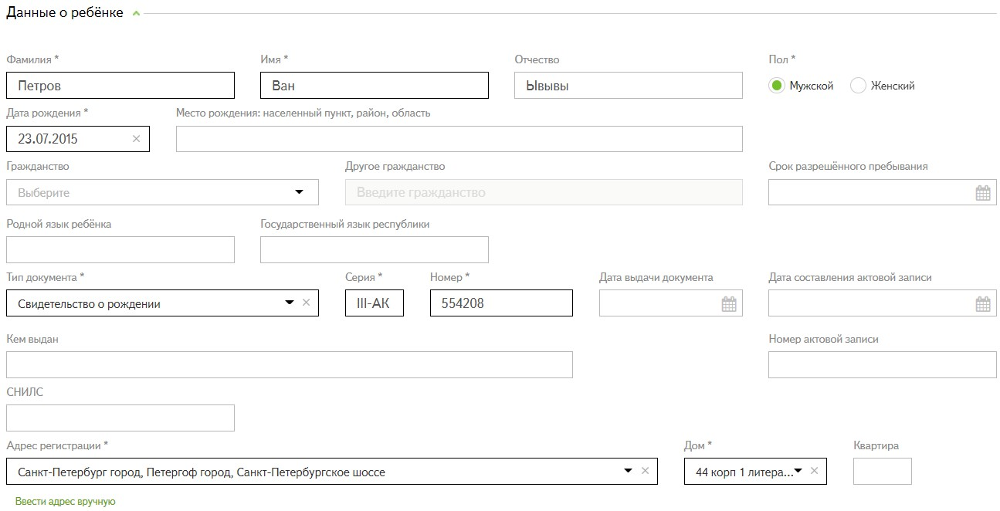 Данные о ребёнке
Фамилия * Имя * Отчество Пол *
Петров Ван Ывывы Мужской Женский
Дата рождения * Место рождения: населенный пункт, район, область
23.07.2015
Гражданство Другое гражданство Срок разрешённого пребывания
Выберите Введите гражданство
Родной язык ребёнка Государственный язык республики
Тип документа * Серия * Номер * Дата выдачи документа Дата составления актовой записи
Свидетельство о рождении III-АК 554208
Кем выдан Номер актовой записи
СНИЛС
Адрес регистрации * Дом * Квартира
Санкт-Петербург город, Петергоф город, Санкт-Петербургское шоссе 44 корп 1 литера...
Ввести адрес вручную